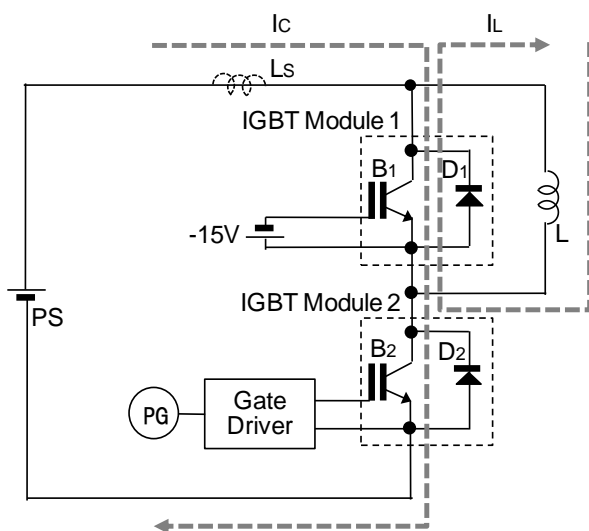 IC
IL
LS
IGBT Module 1
B1
D1
-15V
L
IGBT Module 2
PS
B2
D2
Gate
Driver
PG